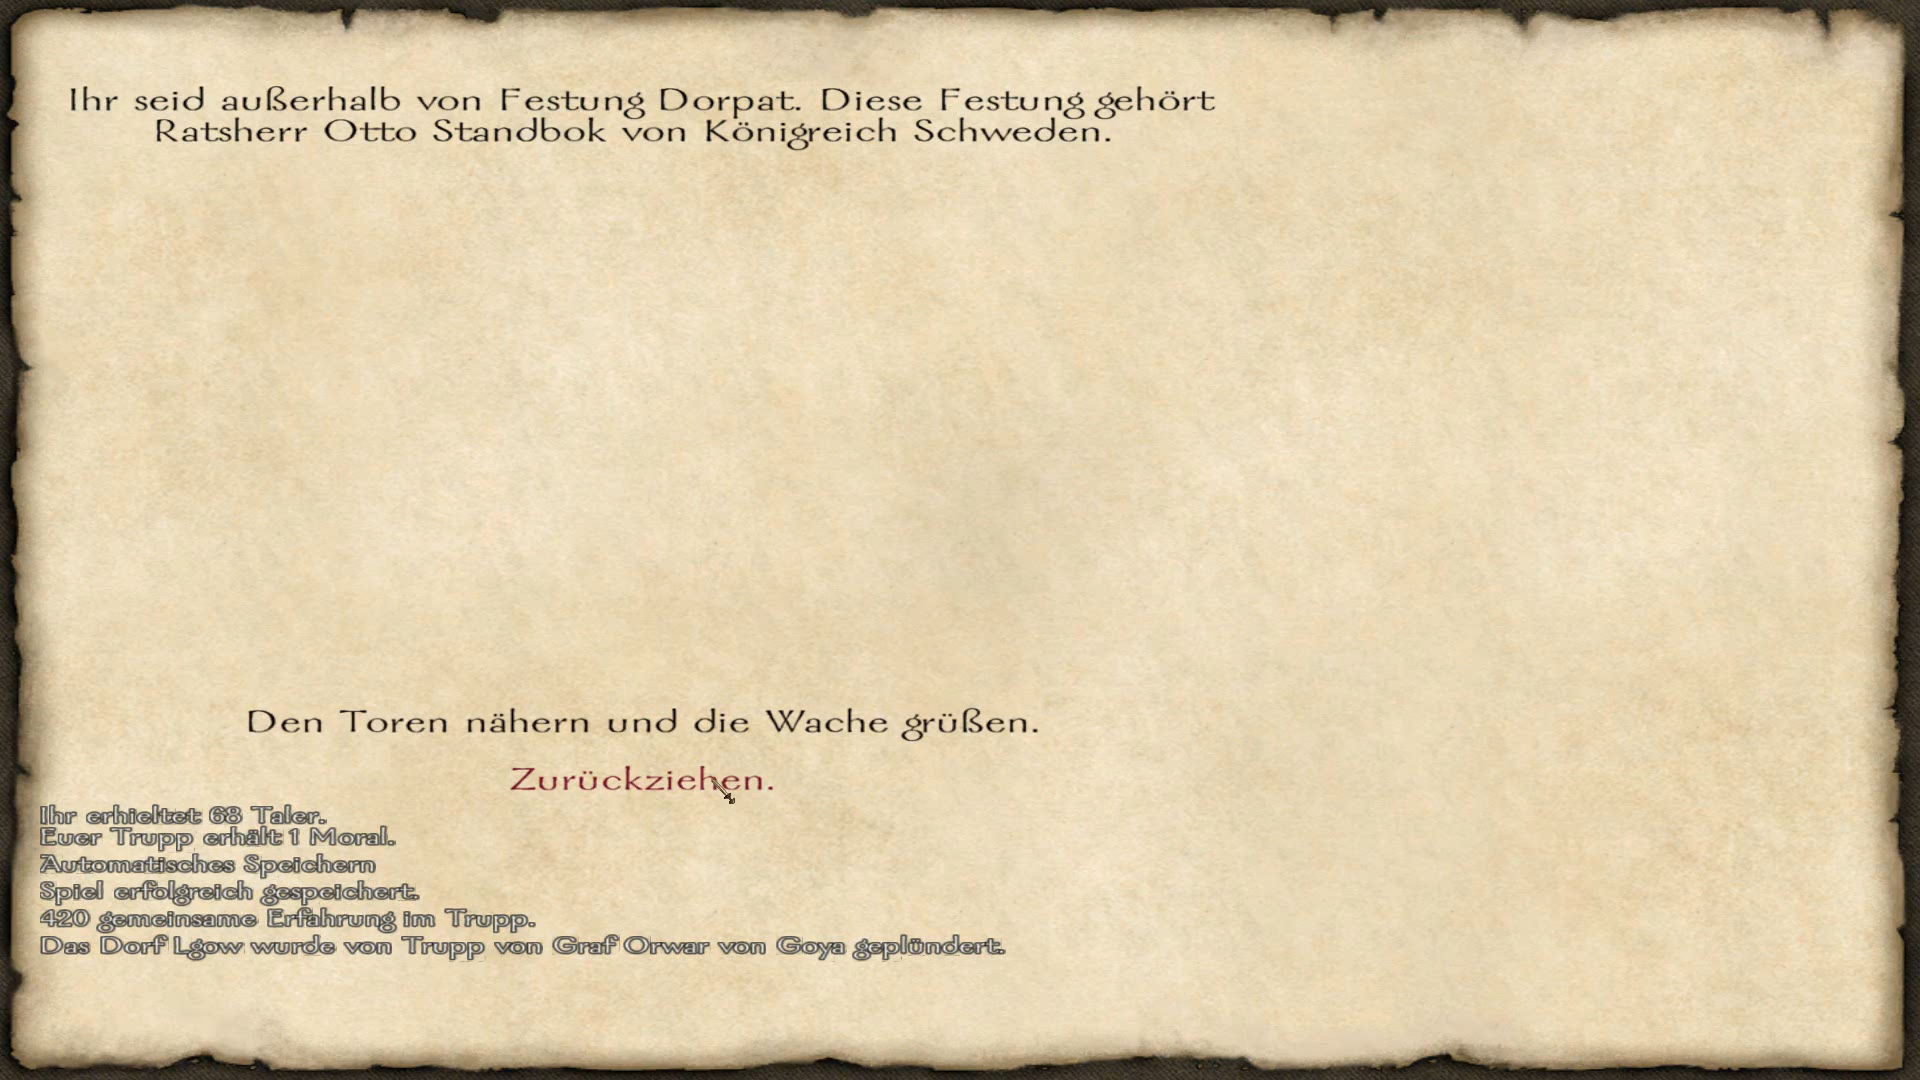 Ihr seid außerhalb von Festung Dorpat. Diese Festung gehört
Ratsherr Otto Standbok von Königreich Schweden.
Den Toren nähern und die Wache grüßen.
Zurückziehen.
Ihr erhieltet 68 Taler.
Euer Trupp erhält 1 Moral.
Automatisches Speichern
Spiel erfolgreich gespeichert.
420 gemeinsame Erfahrung im Trupp.
Das Dorf Lgow wurde von Trupp von Graf Orwar von Goya geplündert.